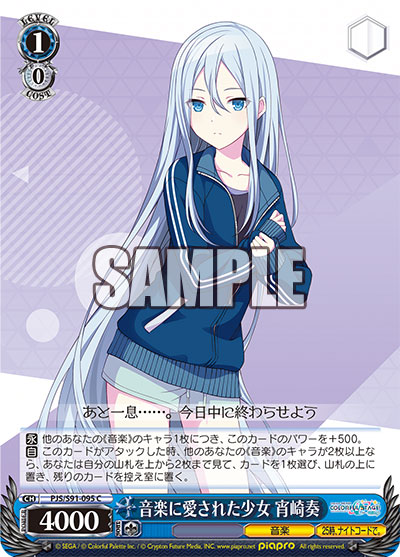 LEVEL
1
0
COST
SAMPLE
あと一息……。今日中に終わらせよう
永 他のあなたの《音楽》のキャラ1枚につき、このカードのパワーを＋500。
自 このカードがアタックした時、他のあなたの《音楽》のキャラが2枚以上なら、あなたは自分の山札を上から2枚まで見て、カードを1枚選び、山札の上に置き、残りのカードを控え室に置く。
CH PJS/S91-095 C
POWER
4000
音楽に愛された少女 宵崎奏
COLORFUL STAGE!
音楽
25時、ナイトコードで。
© SEGA / © Colorful Palette Inc. / © Crypton Future Media, INC. www.piapro.net piapro All rights reserved.